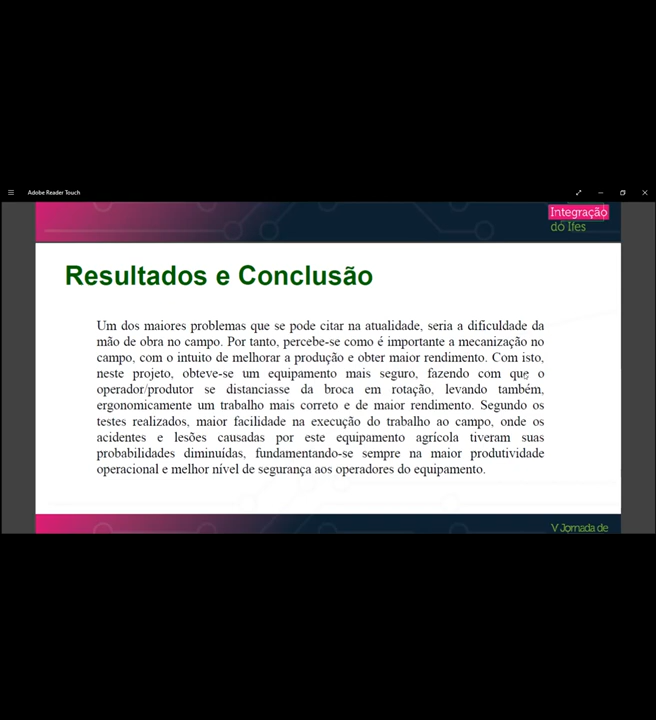 Adobe Reader Touch
Integração
do Ifes
Resultados e Conclusão
Um dos maiores problemas que se pode citar na atualidade, seria a dificuldade da
mão de obra no campo. Por tanto, percebe-se como é importante a mecanização no
campo, com o intuito de melhorar a produção e obter maior rendimento. Com isto,
neste projeto, obteve-se um equipamento mais seguro, fazendo com que o
operador/produtor se distanciasse da broca em rotação, levando também,
ergonomicamente um trabalho mais correto e de maior rendimento. Segundo os
testes realizados, maior facilidade na execução do trabalho ao campo, onde os
acidentes e lesões causadas por este equipamento agrícola tiveram suas
probabilidades diminuídas, fundamentando-se sempre na maior produtividade
operacional e melhor nível de segurança aos operadores do equipamento.
V Jornada de